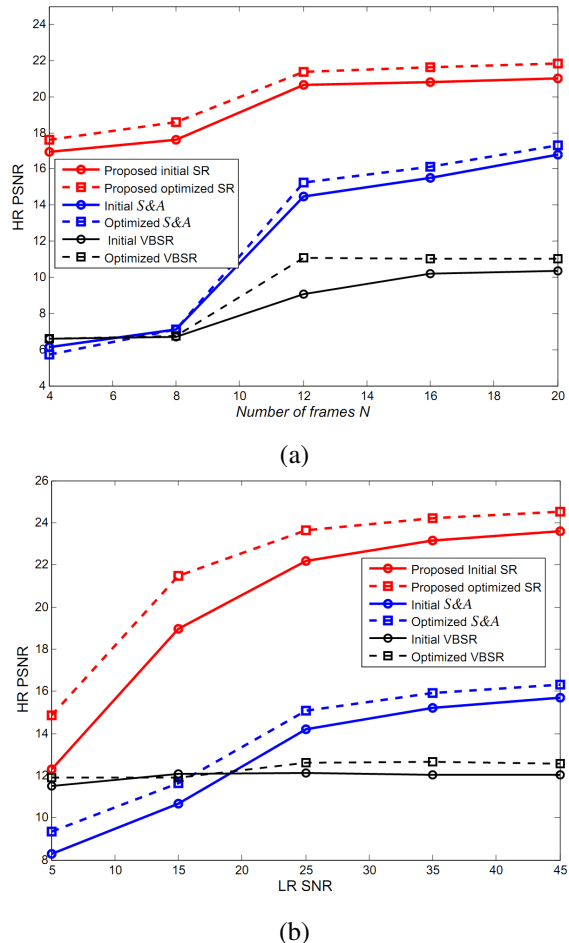 24
22
20
18
16
14
12
10
8
6
4
HR PSNR
Proposed initial SR
Proposed optimized SR
Initial S&A
Optimized S&A
Initial VBSR
Optimized VBSR
4 6 8 10 12 14 16 18 20
Number of frames N
(a)
26
24
22
20
18
16
14
12
10
8
HR PSNR
Proposed Initial SR
Proposed optimized SR
Initial S&A
Optimized S&A
Initial VBSR
Optimized VBSR
5 10 15 20 25 30 35 40 45
LR SNR
(b)